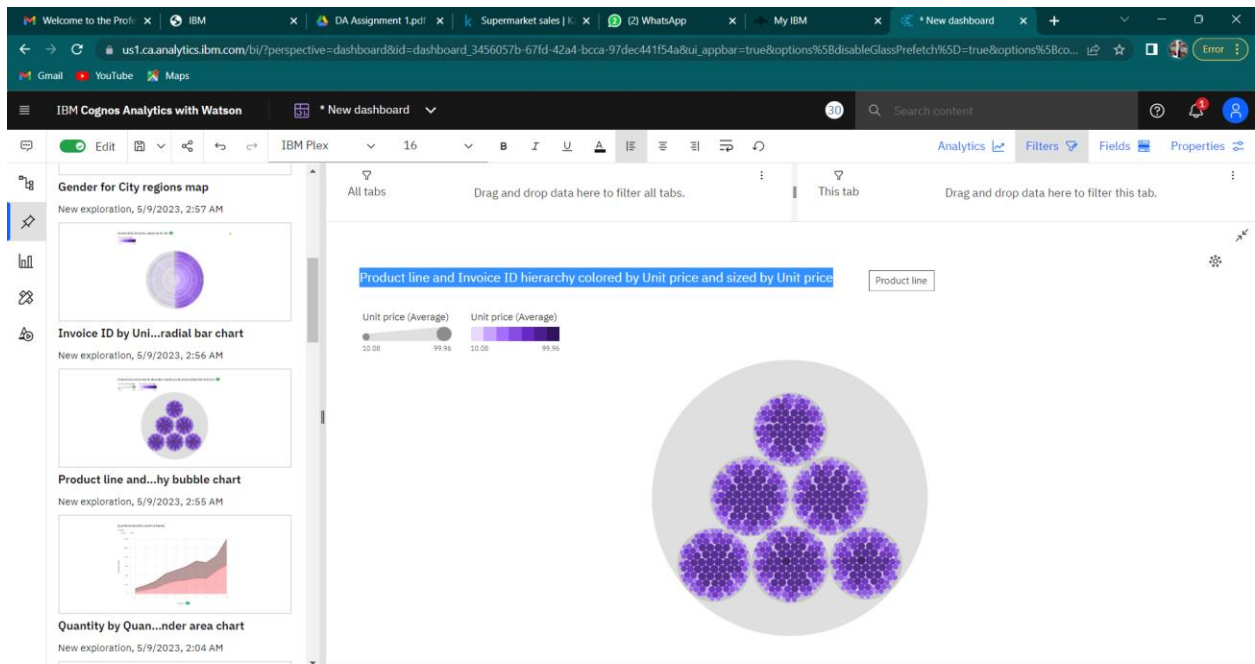 Welcome to the Profe
IBM
DA Assignment 1.pdf
Supermarket sales | K
(2) WhatsApp
My IBM
* New dashboard
us1.ca.analytics.ibm.com/bi/?perspective=dashboard&id=dashboard_3456057b-67fd-42a4-bcca-97dec441f54a&ui_appbar=true&options%5BdisableGlassPrefetch%5D=true&options%5Bco...
Error
Gmail
YouTube
Maps
IBM Cognos Analytics with Watson
* New dashboard
30
Search content
1
Edit
IBM Plex
16
B
I
U
A
Analytics
Filters
Fields
Properties
Gender for City regions map
New exploration, 5/9/2023, 2:57 AM
Invoice ID by Uni...radial bar chart
New exploration, 5/9/2023, 2:56 AM
Product line and...hy bubble chart
New exploration, 5/9/2023, 2:55 AM
Quantity by Quan...nder area chart
New exploration, 5/9/2023, 2:04 AM
All tabs
Drag and drop data here to filter all tabs.
This tab
Drag and drop data here to filter this tab.
Product line and Invoice ID hierarchy colored by Unit price and sized by Unit price
Product line
Unit price (Average)
10.08 99.96
Unit price (Average)
10.08 99.96